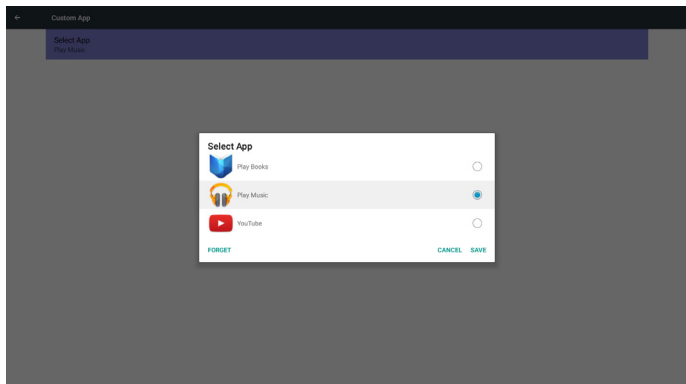 Custom App
Select App
Play Music
Select App
Play Books
Play Music
YouTube
FORGET CANCEL SAVE